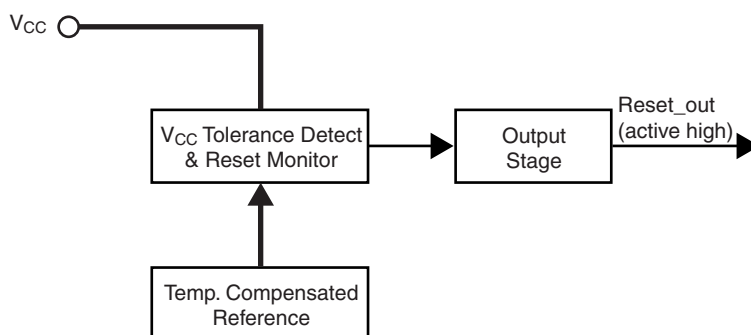 VCC
VCC Tolerance Detect
& Reset Monitor
Output
Stage
Reset_out
(active high)
Temp. Compensated
Reference